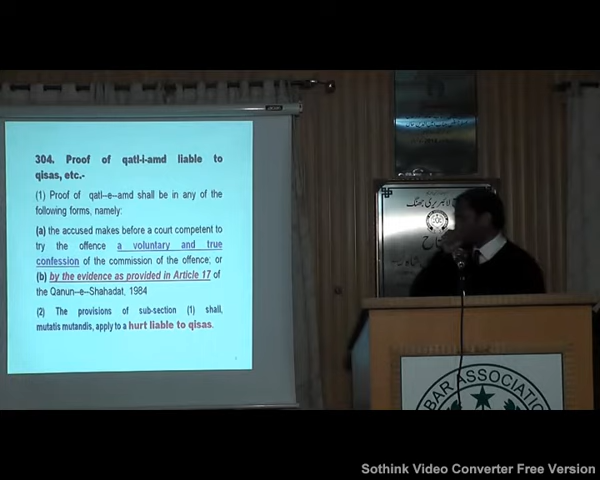 304. Proof of qatl-i-amd liable to
qisas, etc.-
(1) Proof of qatl–e–amd shall be in any of the
following forms, namely:
(a) the accused makes before a court competent to
try the offence a voluntary and true
confession of the commission of the offence; or
(b) by the evidence as provided in Article 17 of
the Qanun–e–Shahadat, 1984
(2) The provisions of sub-section (1) shall,
mutatis mutandis, apply to a hurt liable to qisas.
لائبریری جھنگ
BAR ASSOCIATION
Sothink Video Converter Free Version